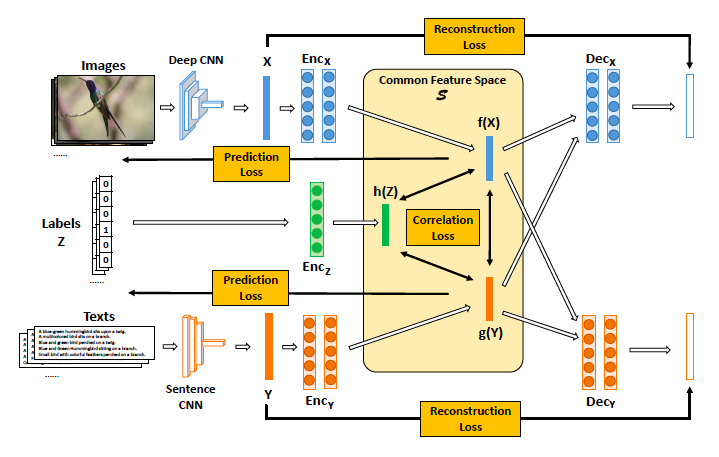 Reconstruction
Loss
Images
Deep CNN
X
Enc_X
Dec_X
Common Feature Space
S
f(X)
......
Prediction
Loss
h(Z)
Labels
Z
0
0
0
1
0
0
Correlation
Loss
Enc_Z
Prediction
Loss
Texts
A blue-green hummingbird sits upon a twig.
A multicolored bird sits on a branch.
Blue and green bird perched on a twig.
Blue and Green Hummingbird sitting on a branch.
Small bird with colorful feathers perched on a branch.
......
g(Y)
Sentence
CNN
Y
Enc_Y
Dec_Y
Reconstruction
Loss